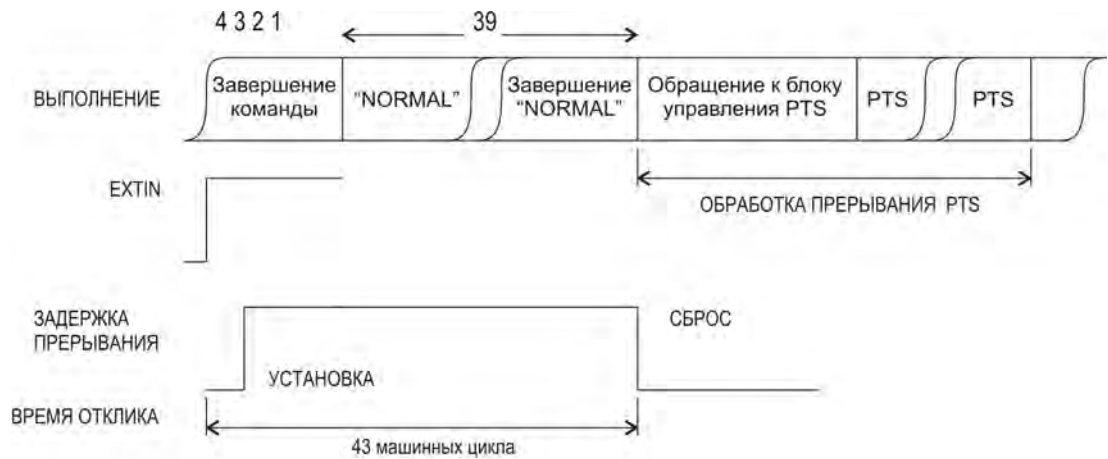 4 3 2 1
39
ВЫПОЛНЕНИЕ
Завершение
команды
“NORMAL”
Завершение
“NORMAL”
Обращение к блоку
управления PTS
PTS
PTS
EXTIN
ОБРАБОТКА ПРЕРЫВАНИЯ PTS
ЗАДЕРЖКА
ПРЕРЫВАНИЯ
УСТАНОВКА
СБРОС
ВРЕМЯ ОТКЛИКА
43 машинных цикла